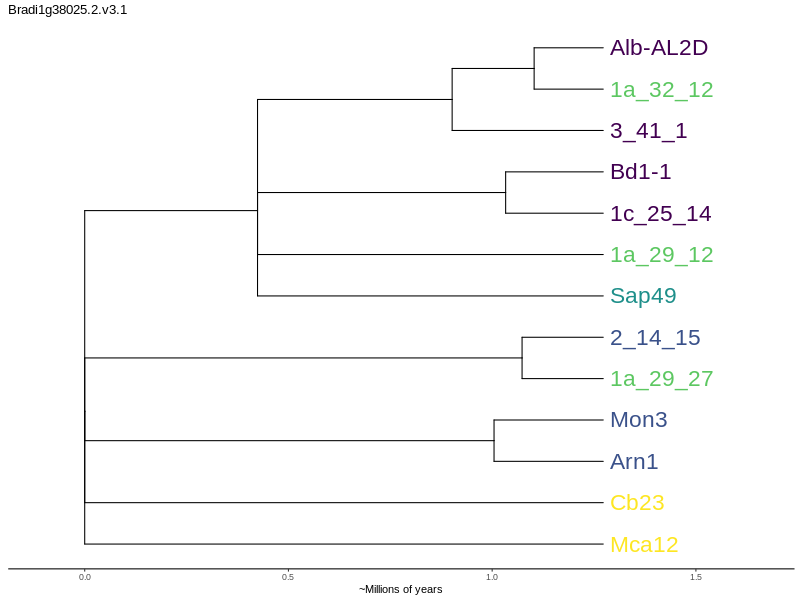 Bradi1g38025.2.v3.1
Alb-AL2D
1a_32_12
3_41_1
Bd1-1
1c_25_14
1a_29_12
Sap49
2_14_15
1a_29_27
Mon3
Arn1
Cb23
Mca12
0.0 0.5 1.0 1.5
~Millions of years